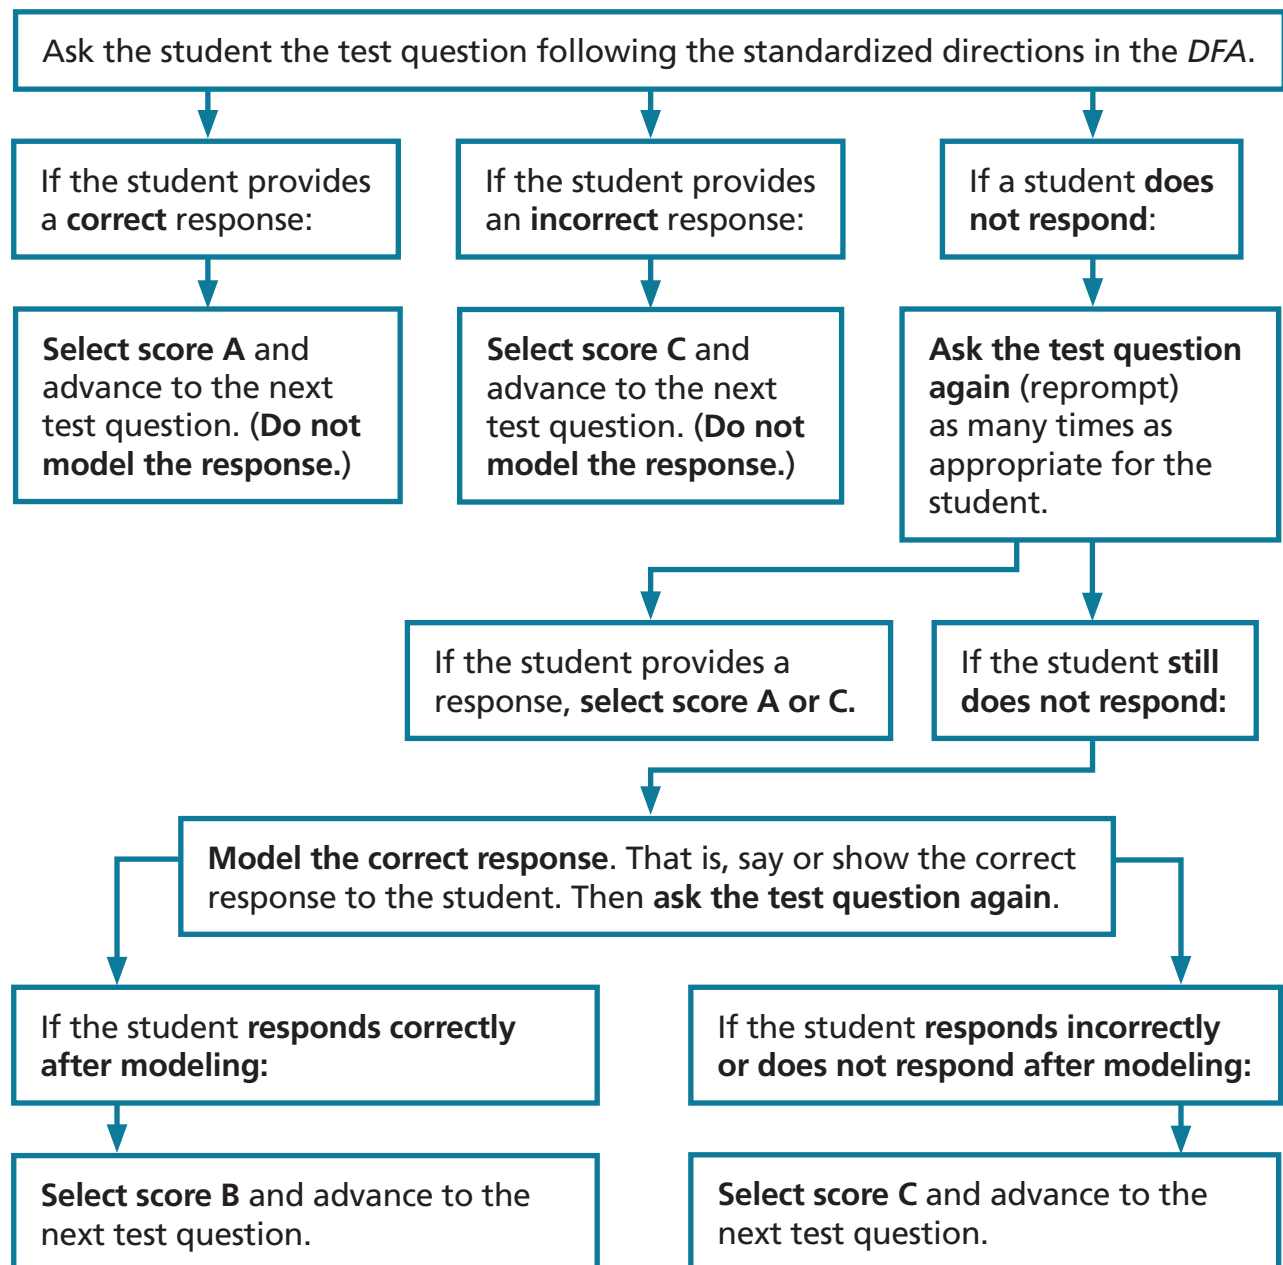 Ask the student the test question following the standardized directions in the DFA.
If the student provides
a correct response:
If the student provides
an incorrect response:
If a student does
not respond:
Select score A and
advance to the next
test question. (Do not
model the response.)
Select score C and
advance to the next
test question. (Do not
model the response.)
Ask the test question
again (reprompt)
as many times as
appropriate for the
student.
If the student provides a
response, select score A or C.
If the student still
does not respond:
Model the correct response. That is, say or show the correct
response to the student. Then ask the test question again.
If the student responds correctly
after modeling:
If the student responds incorrectly
or does not respond after modeling:
Select score B and advance to the
next test question.
Select score C and advance to the
next test question.